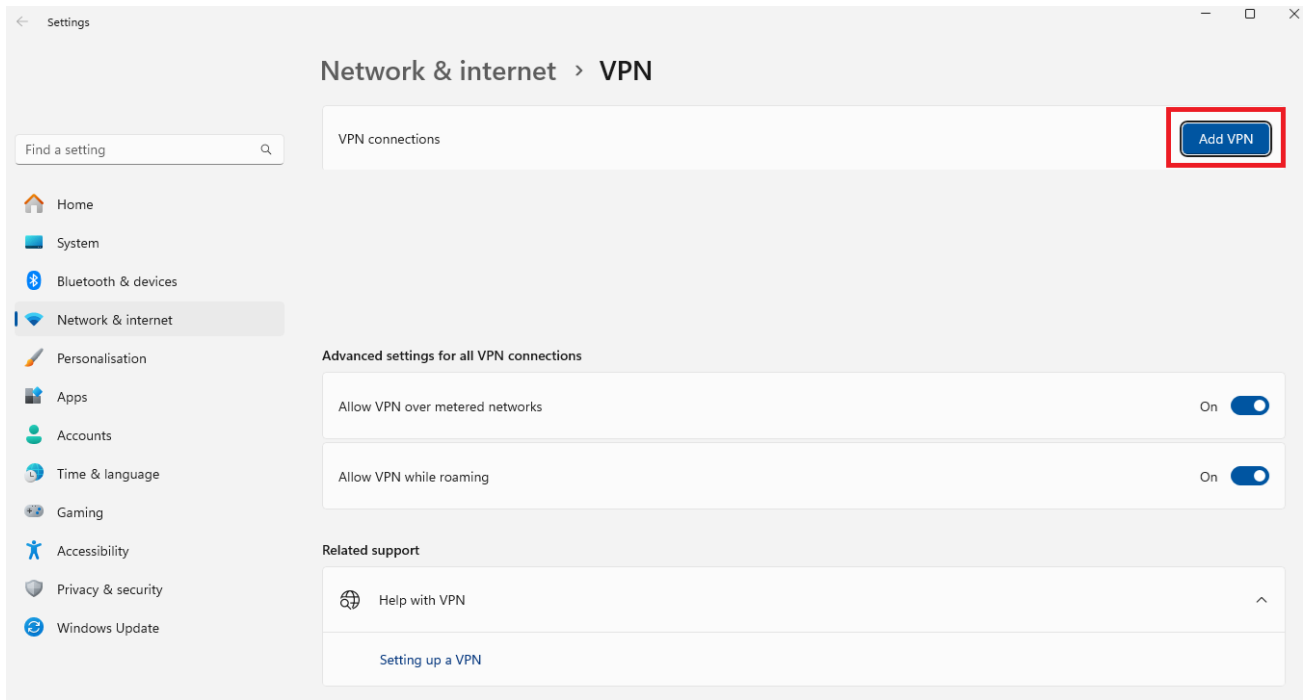 Settings
Network & internet > VPN
VPN connections
Add VPN
Find a setting
Home
System
Bluetooth & devices
Network & internet
Personalisation
Apps
Accounts
Time & language
Gaming
Accessibility
Privacy & security
Windows Update
Advanced settings for all VPN connections
Allow VPN over metered networks
On
Allow VPN while roaming
On
Related support
Help with VPN
Setting up a VPN